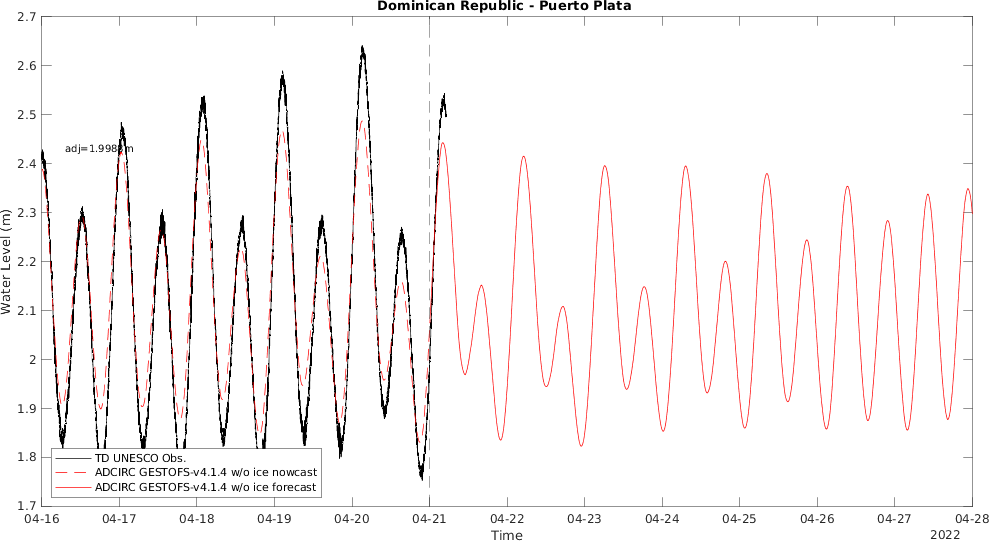 Dominican Republic - Puerto Plata
2.7
2.6
2.5
2.4
2.3
2.2
2.1
2
1.9
1.8
1.7
Water Level (m)
adj=1.998 m
TD UNESCO Obs.
ADCIRC GESTOFS-v4.1.4 w/o ice nowcast
ADCIRC GESTOFS-v4.1.4 w/o ice forecast
04-16 04-17 04-18 04-19 04-20 04-21 04-22 04-23 04-24 04-25 04-26 04-27 04-28
Time
2022